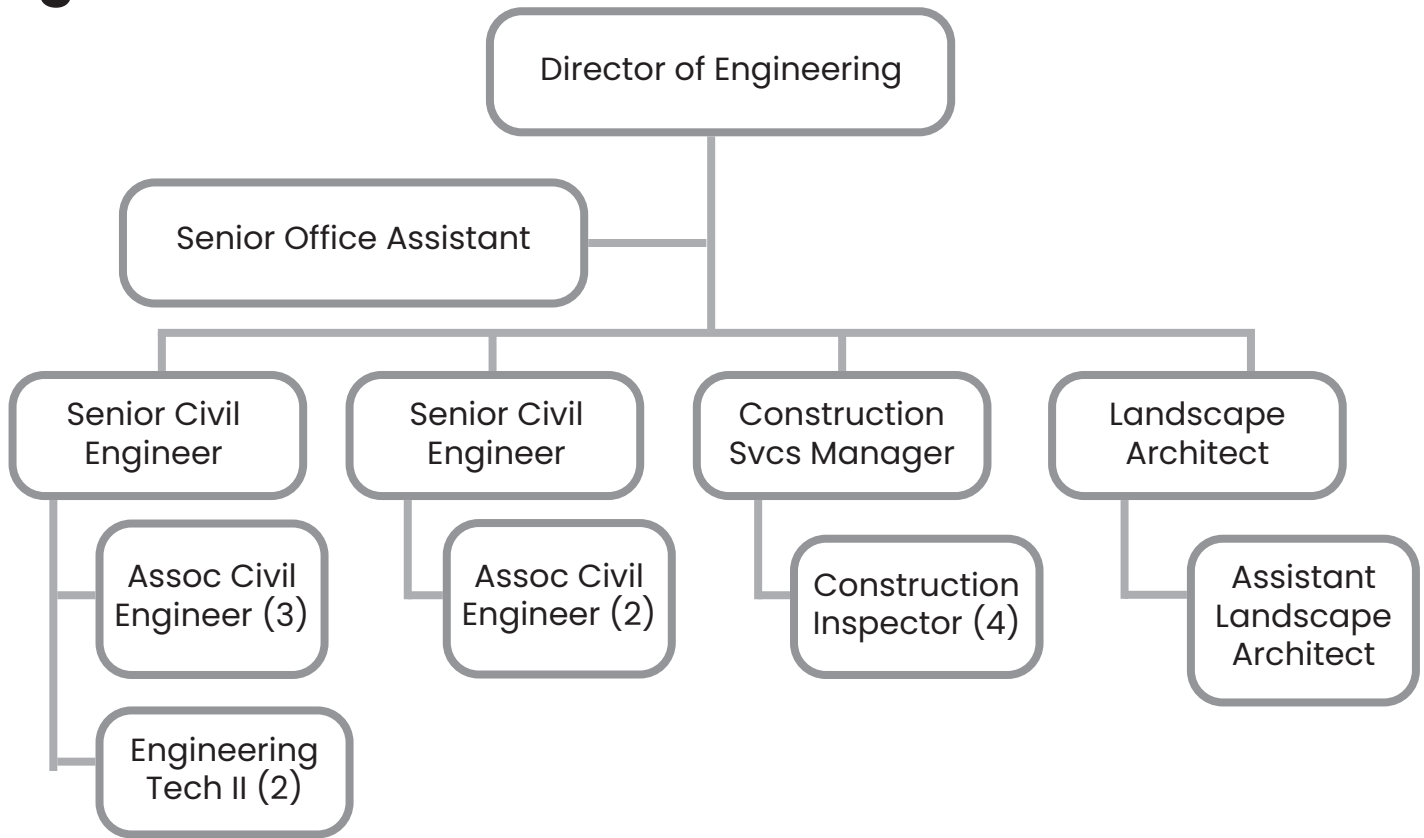 Director of Engineering
Senior Office Assistant
Senior Civil
Engineer
Senior Civil
Engineer
Construction
Svcs Manager
Landscape
Architect
Assoc Civil
Engineer (3)
Assoc Civil
Engineer (2)
Construction
Inspector (4)
Assistant
Landscape
Architect
Engineering
Tech II (2)